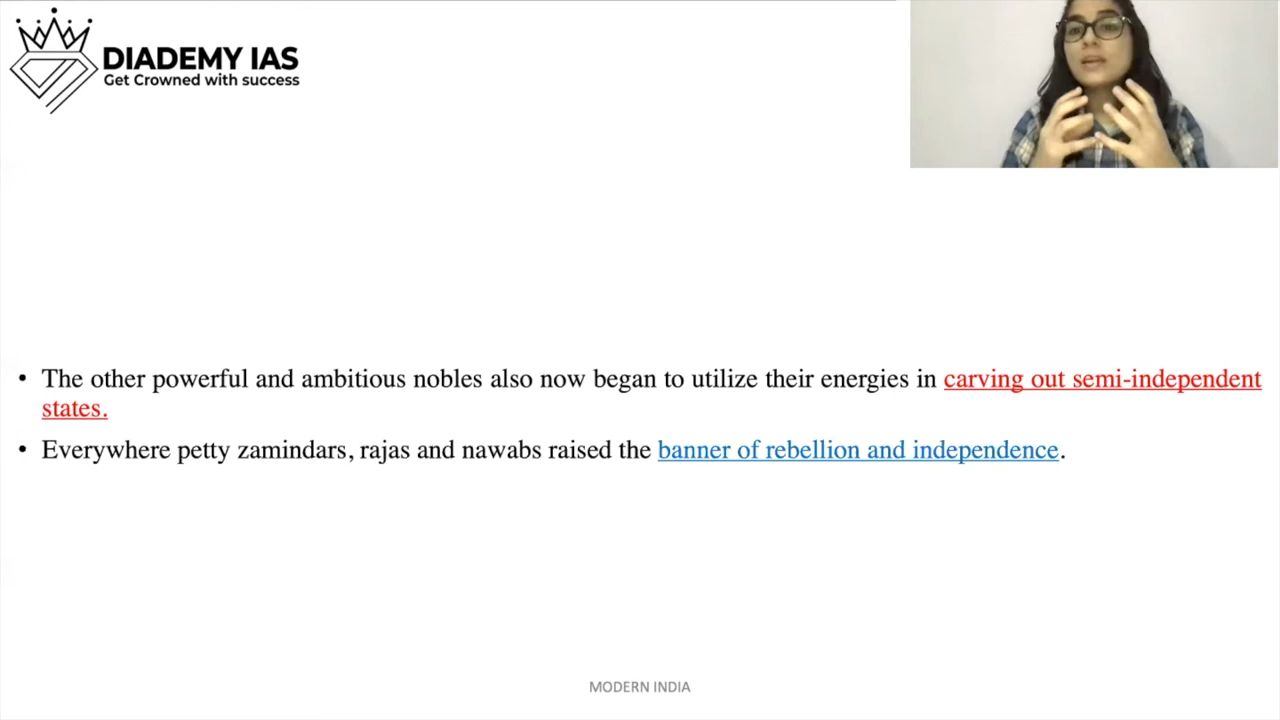 DIADEMY IAS
Get Crowned with success
• The other powerful and ambitious nobles also now began to utilize their energies in carving out semi-independent
states.
• Everywhere petty zamindars, rajas and nawabs raised the banner of rebellion and independence.
MODERN INDIA